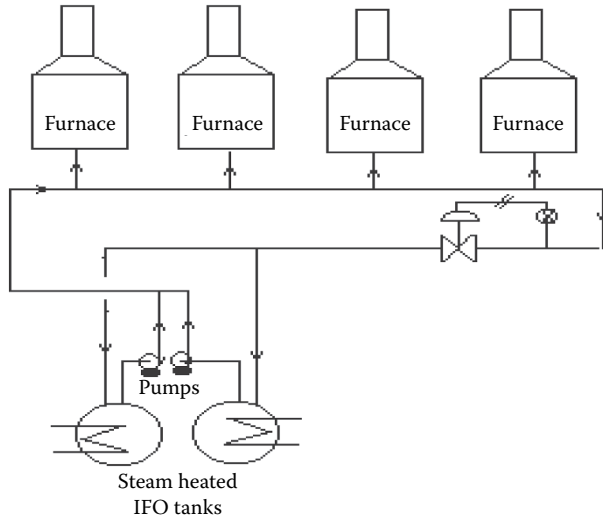 Furnace
Furnace
Furnace
Furnace
Pumps
Steam heated
IFO tanks